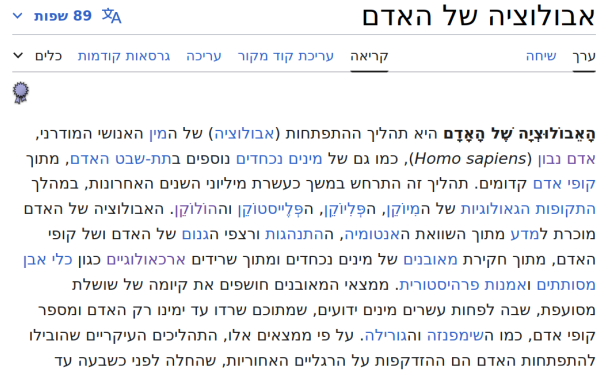 אבולוציה של האדם
89 שפות
ערך שיחה
קריאה עריכת קוד מקור עריכה גרסאות קודמות כלים
הָאֵבוֹלוּצְיָה שֶׁל הָאָדָם היא תהליך ההתפתחות (אבולוציה) של המין האנושי המודרני,
אדם נבון (Homo sapiens), כמו גם של מינים נכחדים נוספים בתת-שבט האדם, מתוך
קופי אדם קדומים. תהליך זה התרחש במשך כעשרת מיליוני השנים האחרונות, במהלך
התקופות הגאולוגיות של המִיוֹקֵן, הפְּלִיוֹקֵן, הפְּלֶייסטוֹקֵן וההוֹלוֹקֵן. האבולוציה של האדם
מוכרת למדע מתוך השוואת האנטומיה, ההתנהגות ורצפי הגנום של האדם ושל קופי
האדם, מתוך חקירת מאובנים של מינים נכחדים ומתוך שרידים ארכאולוגיים כגון כלי אבן
מסותתים ואמנות פרהיסטורית. ממצאי המאובנים חושפים את קיומה של שושלת
מסועפת, שבה לפחות עשרים מינים ידועים, שמתוכם שרדו עד ימינו רק האדם ומספר
קופי אדם, כמו השימפנזה והגורילה. על פי ממצאים אלו, התהליכים העיקריים שהובילו
להתפתחות האדם הם ההזדקפות על הרגליים האחוריות, שהחלה לפני כשבעה עד